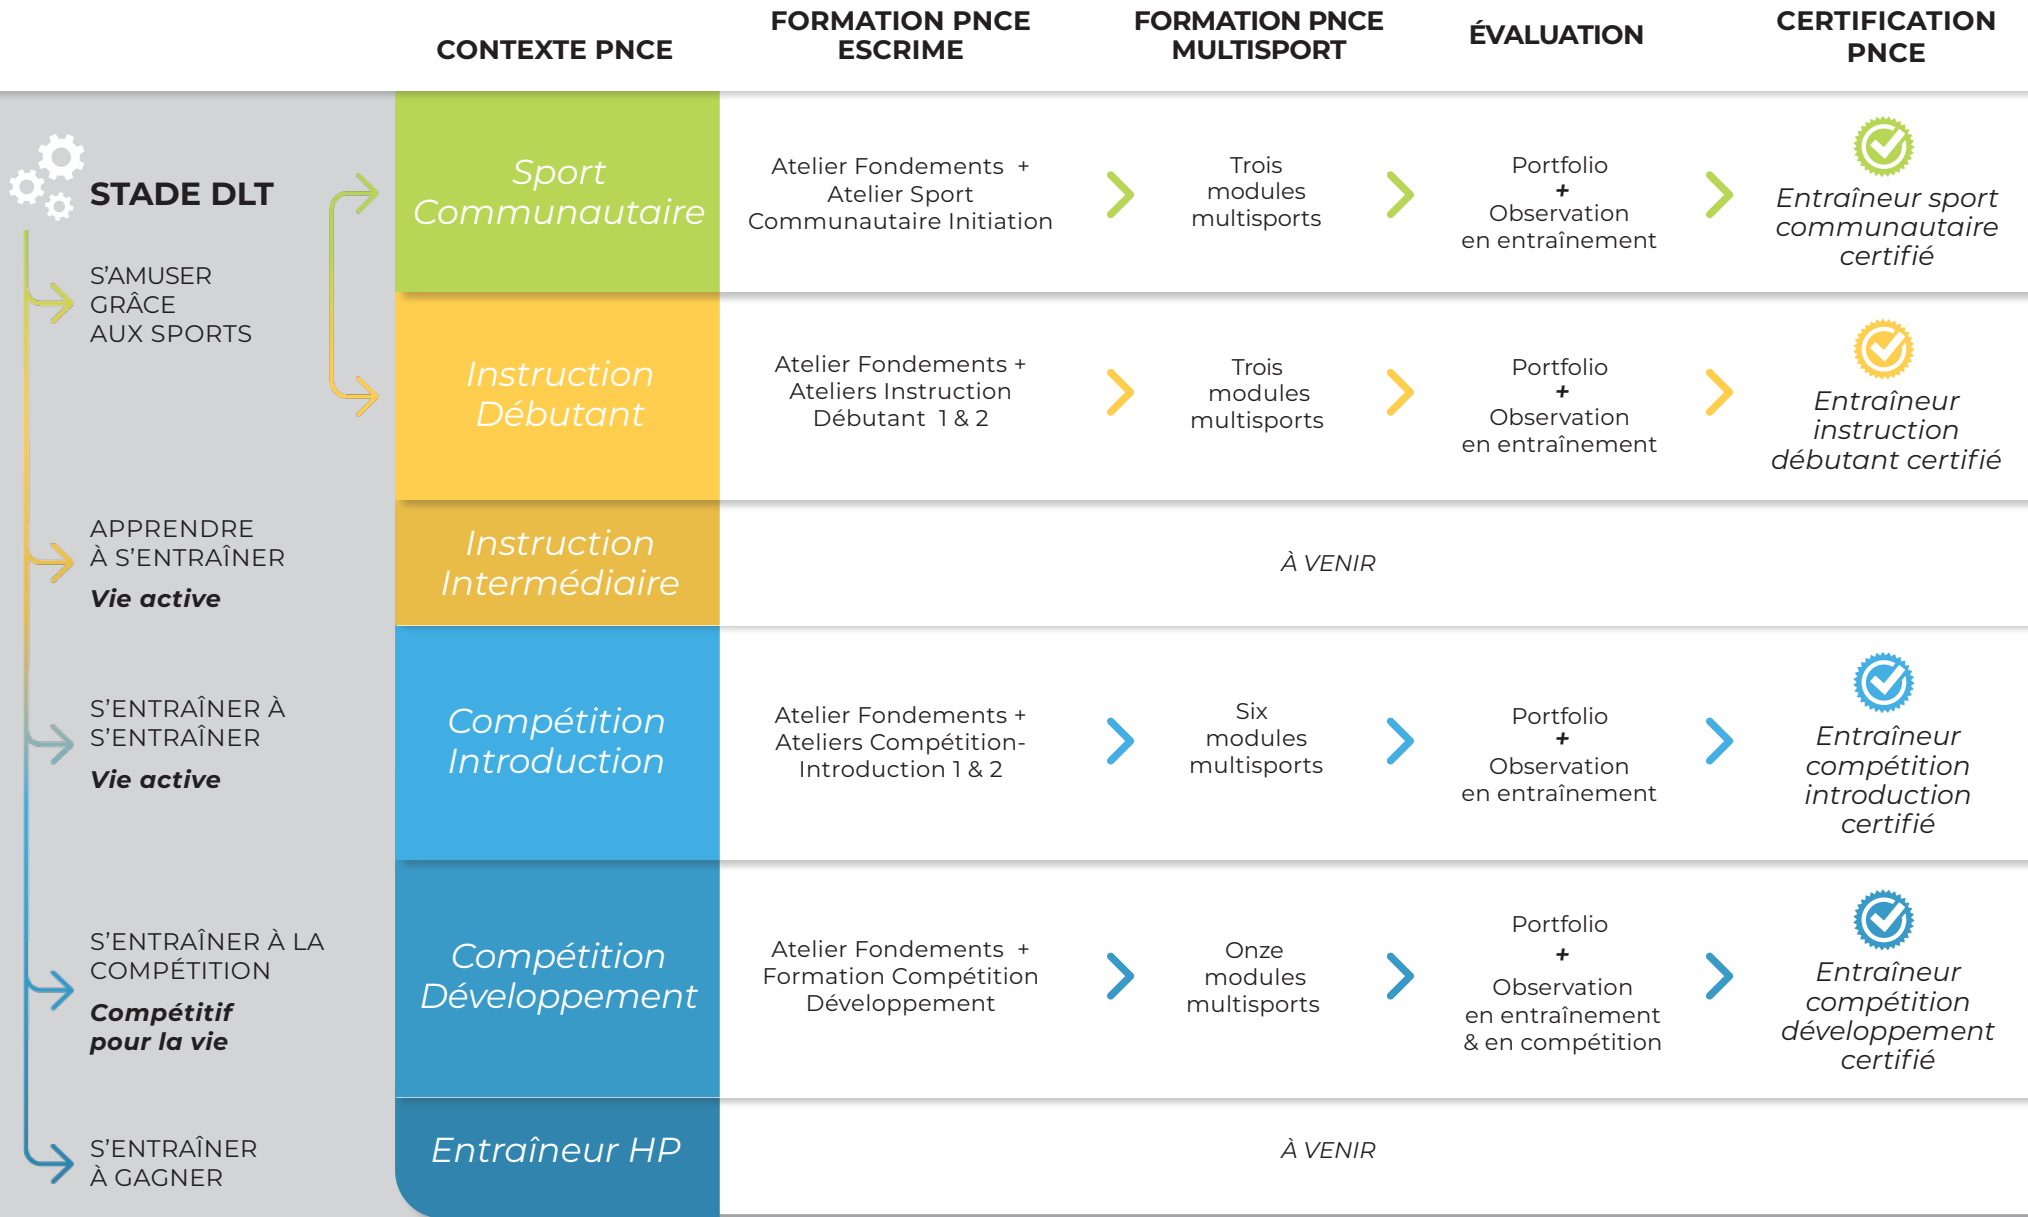 CONTEXTE PNCE
FORMATION PNCE
ESCRIME
FORMATION PNCE
MULTISPORT
ÉVALUATION
CERTIFICATION
PNCE
STADE DLT
S'AMUSER
GRÂCE
AUX SPORTS
Sport
Communautaire
Atelier Fondements +
Atelier Sport
Communautaire Initiation
Trois
modules
multisports
Portfolio
+
Observation
en entraînement
Entraîneur sport
communautaire
certifié
Instruction
Débutant
Atelier Fondements +
Ateliers Instruction
Débutant 1 & 2
Trois
modules
multisports
Portfolio
+
Observation
en entraînement
Entraîneur
instruction
débutant certifié
APPRENDRE
À S'ENTRAÎNER
Vie active
Instruction
Intermédiaire
À VENIR
S'ENTRAÎNER À
S'ENTRAÎNER
Vie active
Compétition
Introduction
Atelier Fondements +
Ateliers Compétition-
Introduction 1 & 2
Six
modules
multisports
Portfolio
+
Observation
en entraînement
Entraîneur
compétition
introduction
certifié
S'ENTRAÎNER À LA
COMPÉTITION
Compétitif
pour la vie
Compétition
Développement
Atelier Fondements +
Formation Compétition
Développement
Onze
modules
multisports
Portfolio
+
Observation
en entraînement
& en compétition
Entraîneur
compétition
développement
certifié
S'ENTRAÎNER
À GAGNER
Entraîneur HP
À VENIR